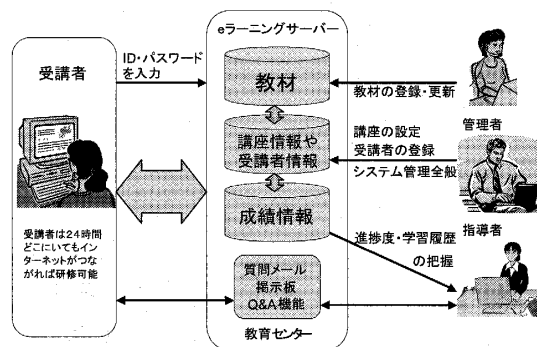 eラーニングサーバー
受講者
ID・パスワード
を入力
教材
教材の登録・更新
管理者
講座情報や
受講者情報
講座の設定
受講者の登録
システム管理全般
成績情報
指導者
進捗度・学習履歴
の把握
受講者は24時間
どこにいてもイン
ターネットがつな
がれば研修可能
質問メール
掲示板
Q&A機能
教育センター